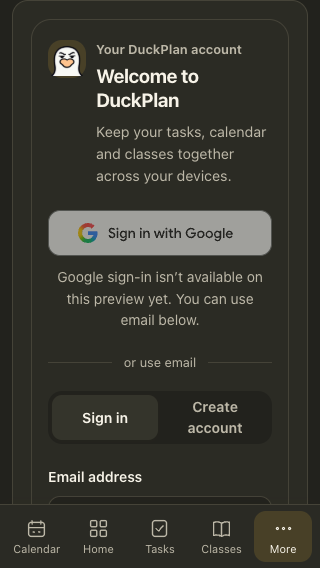 Your DuckPlan account
Welcome to
DuckPlan
Keep your tasks, calendar
and classes together
across your devices.
Sign in with Google
Google sign-in isn’t available on
this preview yet. You can use
email below.
or use email
Sign in
Create
account
Email address
Calendar
Home
Tasks
Classes
More